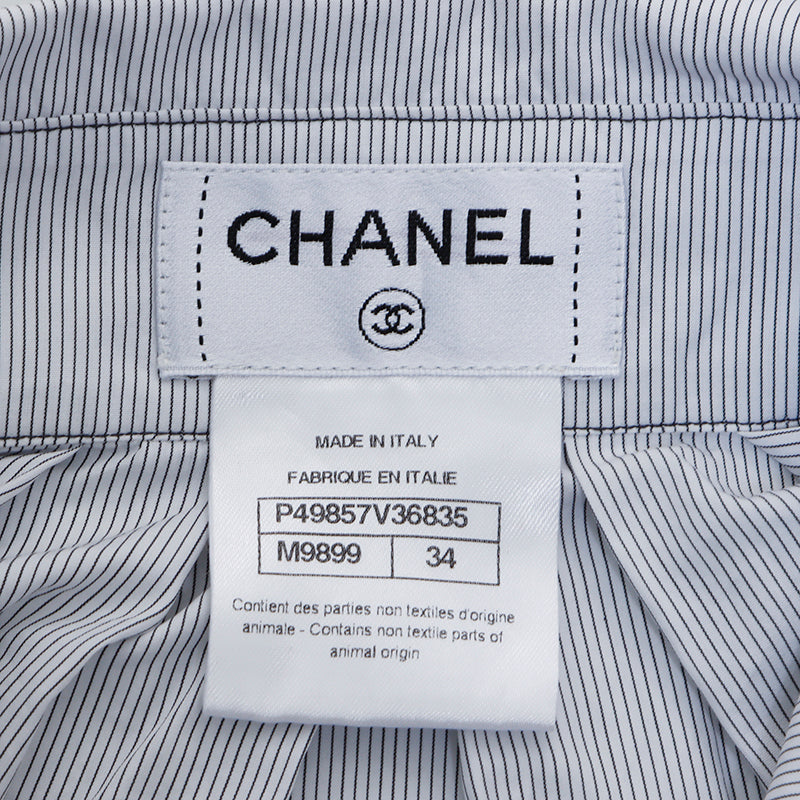 CHANEL
MADE IN ITALY
FABRIQUE EN ITALIE
P49857V36835
M9899 34
Contient des parties non textiles d'origine
animale - Contains non textile parts of
animal origin